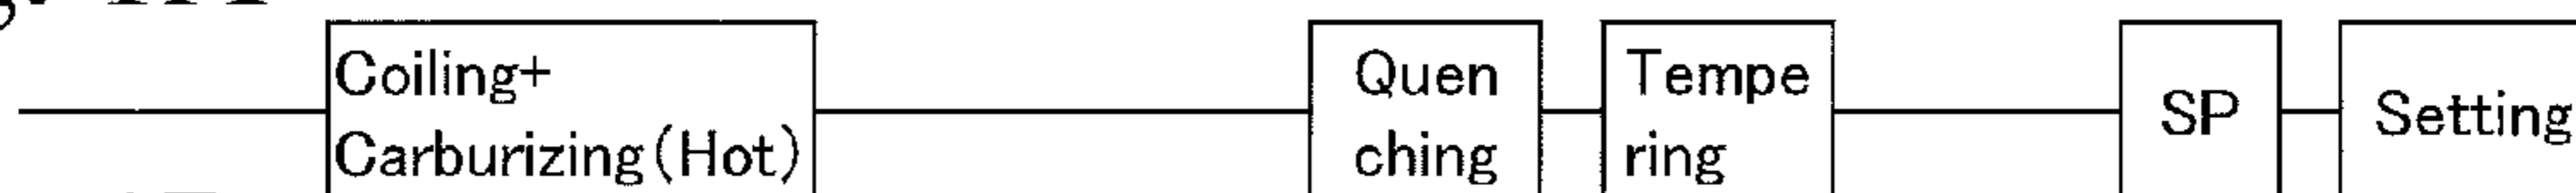 Coiling+
Carburizing(Hot)
Quen
ching
Tempe
ring
SP
Setting